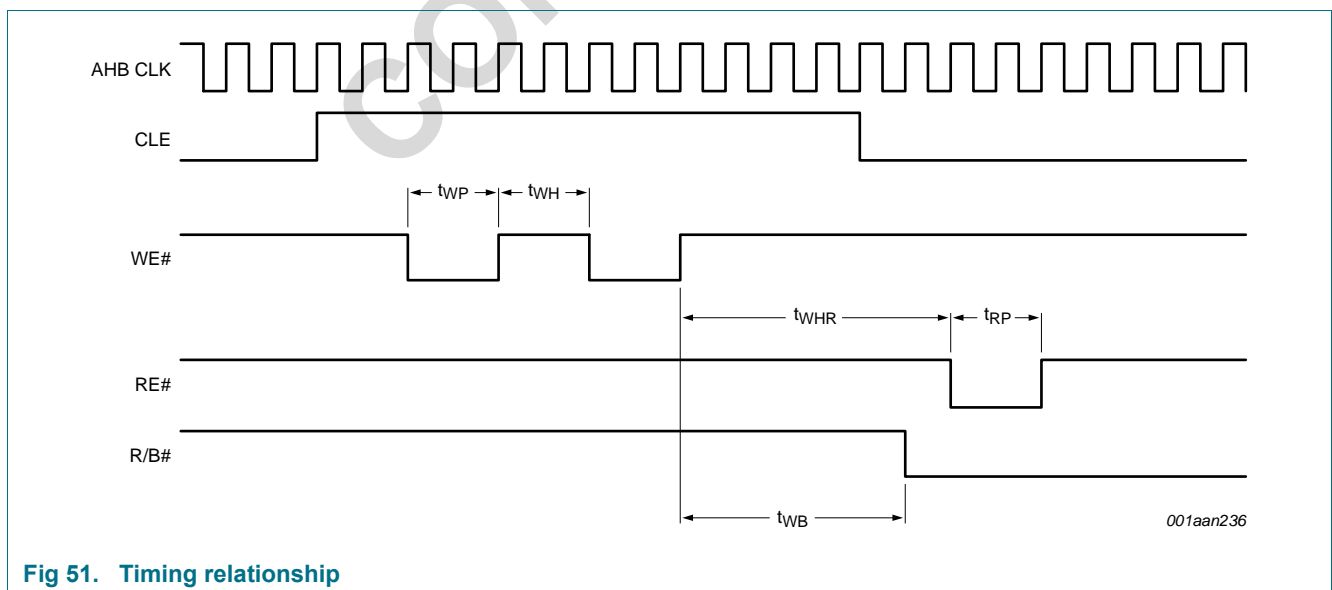 AHB CLK
CLE
tWP
tWH
WE#
tWHR
tRP
RE#
R/B#
tWB
001aan236
Fig 51. Timing relationship